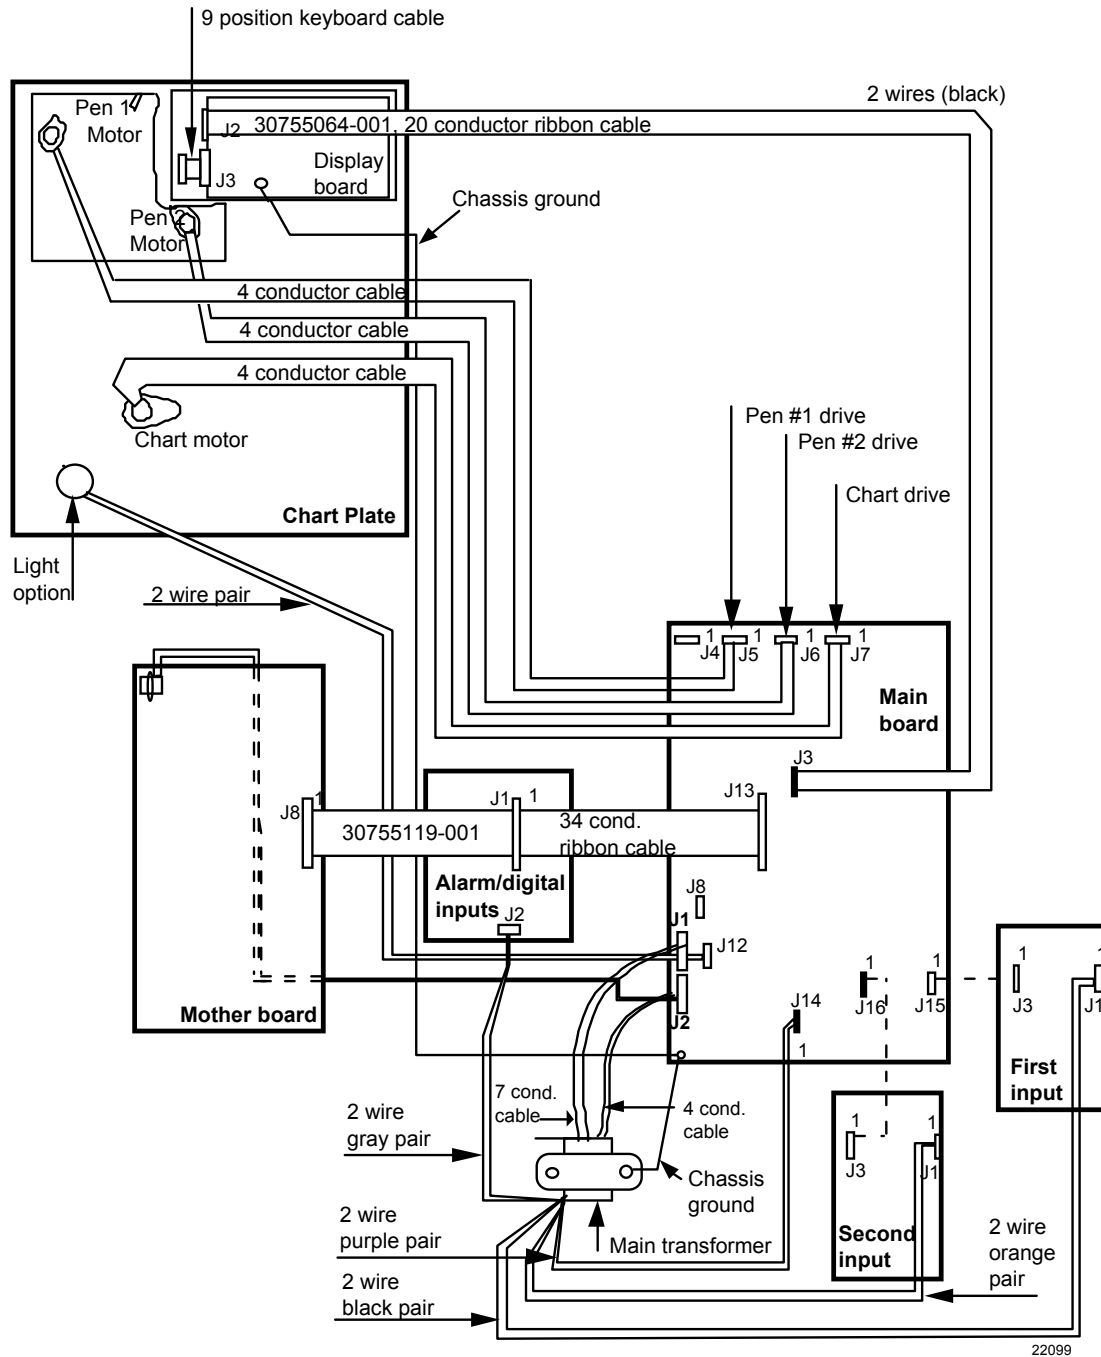 9 position keyboard cable
2 wires (black)
Pen 1
Motor
J2
30755064-001, 20 conductor ribbon cable
J3
Display
board
Chassis ground
Pen 2
Motor
4 conductor cable
4 conductor cable
4 conductor cable
Chart motor
Pen #1 drive
Pen #2 drive
Chart drive
Chart Plate
Light
option
2 wire pair
1
1
1
1
J4
J5
J6
J7
Main
board
J3
J13
J8
1
J1
1
30755119-001
34 cond.
ribbon cable
Alarm/digital
inputs
J2
J8
J1
J12
1
1
1
1
J16
J15
J3
J1
J14
J2
1
Mother board
First
input
7 cond.
cable
4 cond.
cable
2 wire
gray pair
1
1
J3
J1
Chassis
ground
2 wire
purple pair
Main transformer
Second
input
2 wire
orange
pair
2 wire
black pair
22099